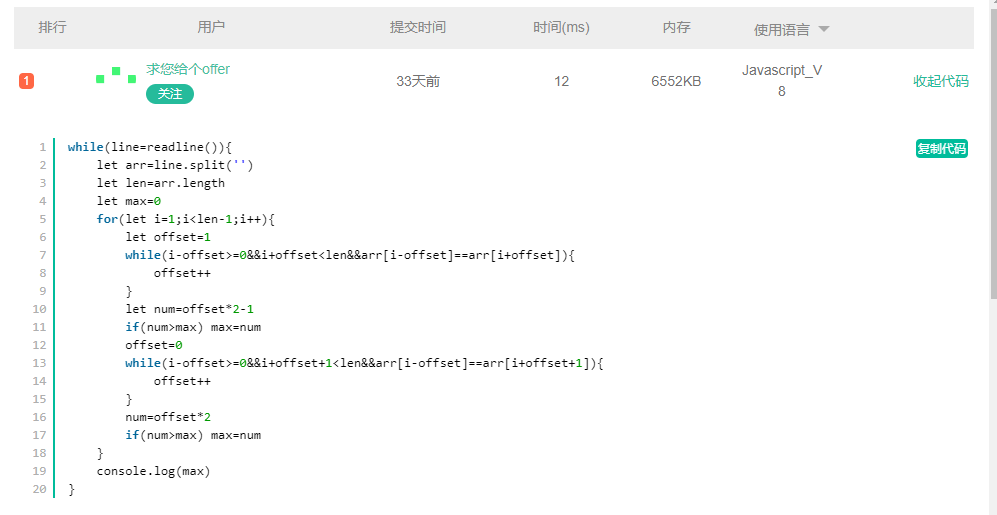 排行 用户 提交时间 时间(ms) 内存 使用语言
1 求您给个offer 关注 33天前 12 6552KB Javascript_V8 收起代码
复制代码
1 while(line=readline()){
2     let arr=line.split('')
3     let len=arr.length
4     let max=0
5     for(let i=1;i<len-1;i++){
6         let offset=1
7         while(i-offset>=0&&i+offset<len&&arr[i-offset]==arr[i+offset]){
8             offset++
9         }
10         let num=offset*2-1
11         if(num>max) max=num
12         offset=0
13         while(i-offset>=0&&i+offset+1<len&&arr[i-offset]==arr[i+offset+1]){
14             offset++
15         }
16         num=offset*2
17         if(num>max) max=num
18     }
19     console.log(max)
20 }